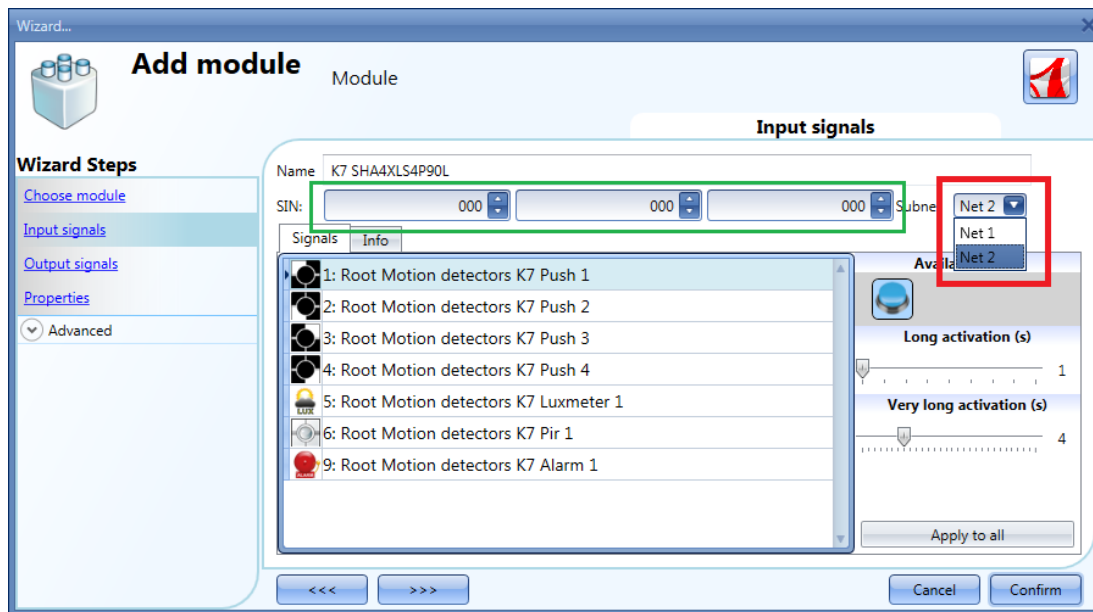 Wizard...
Add module
Module
Input signals
Wizard Steps
Choose module
Input signals
Output signals
Properties
Advanced
Name K7 SHA4XLS4P90L
SIN: 000 000 000 Subne Net 2
Net 1
Net 2
Signals Info
1: Root Motion detectors K7 Push 1
2: Root Motion detectors K7 Push 2
3: Root Motion detectors K7 Push 3
4: Root Motion detectors K7 Push 4
LUX 5: Root Motion detectors K7 Luxmeter 1
6: Root Motion detectors K7 Pir 1
9: Root Motion detectors K7 Alarm 1
Availa
Long activation (s)
1
Very long activation (s)
4
Apply to all
<<< >>>
Cancel Confirm